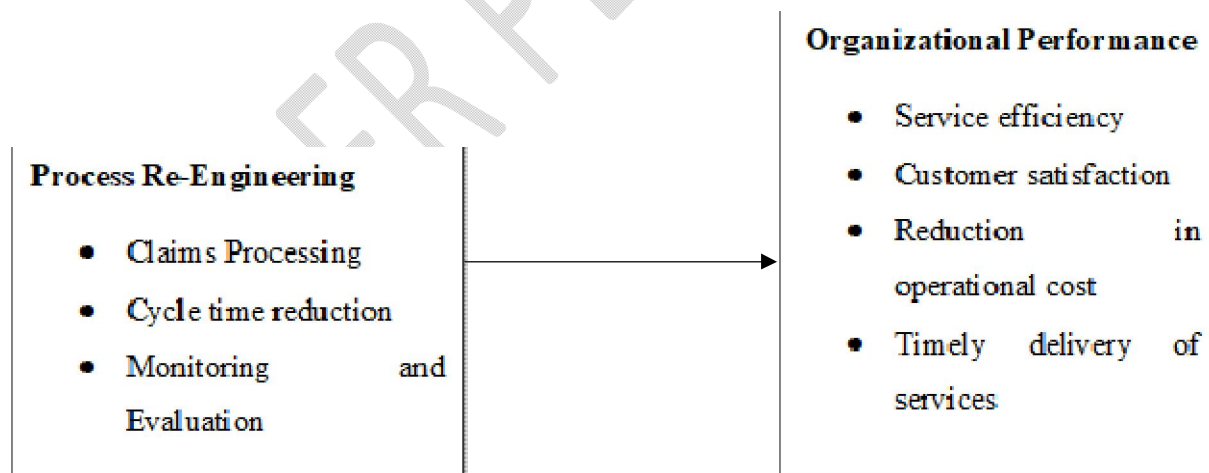 Process Re-Engineering
• Claims Processing
• Cycle time reduction
• Monitoring and
Evaluation
Organizational Performance
• Service efficiency
• Customer satisfaction
• Reduction in
operational cost
• Timely delivery of
services